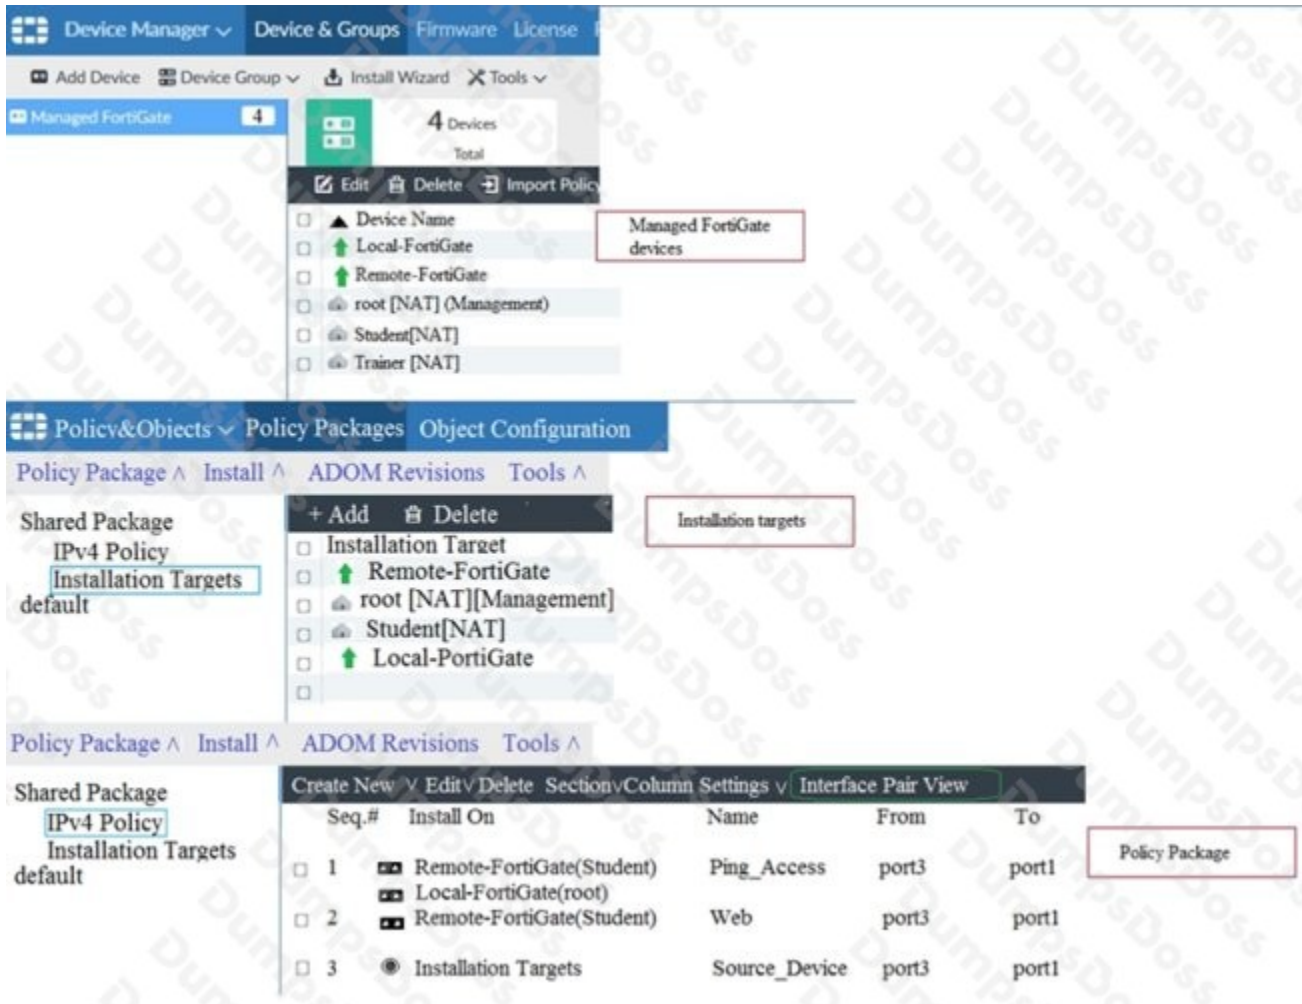 Device Manager Device & Groups Firmware License
Add Device Device Group Install Wizard Tools
Managed FortiGate 4
4 Devices
Total
Edit Delete Import Policy
Device Name
Local-FortiGate
Remote-FortiGate
root [NAT] (Management)
Student[NAT]
Trainer [NAT]
Managed FortiGate
devices
Policv&Obiects Policy Packages Object Configuration
Policy Package ∧ Install ∧ ADOM Revisions Tools ∧
Shared Package
IPv4 Policy
Installation Targets
default
+ Add Delete
Installation Target
Remote-FortiGate
root [NAT][Management]
Student[NAT]
Local-PortiGate
Installation targets
Policy Package ∧ Install ∧ ADOM Revisions Tools ∧
Shared Package
IPv4 Policy
Installation Targets
default
Create New ∨ Edit∨ Delete Section∨Column Settings ∨ Interface Pair View
Seq.# Install On Name From To
1 Remote-FortiGate(Student) Ping_Access port3 port1
Local-FortiGate(root)
2 Remote-FortiGate(Student) Web port3 port1
3 Installation Targets Source_Device port3 port1
Policy Package
DumpsDoss